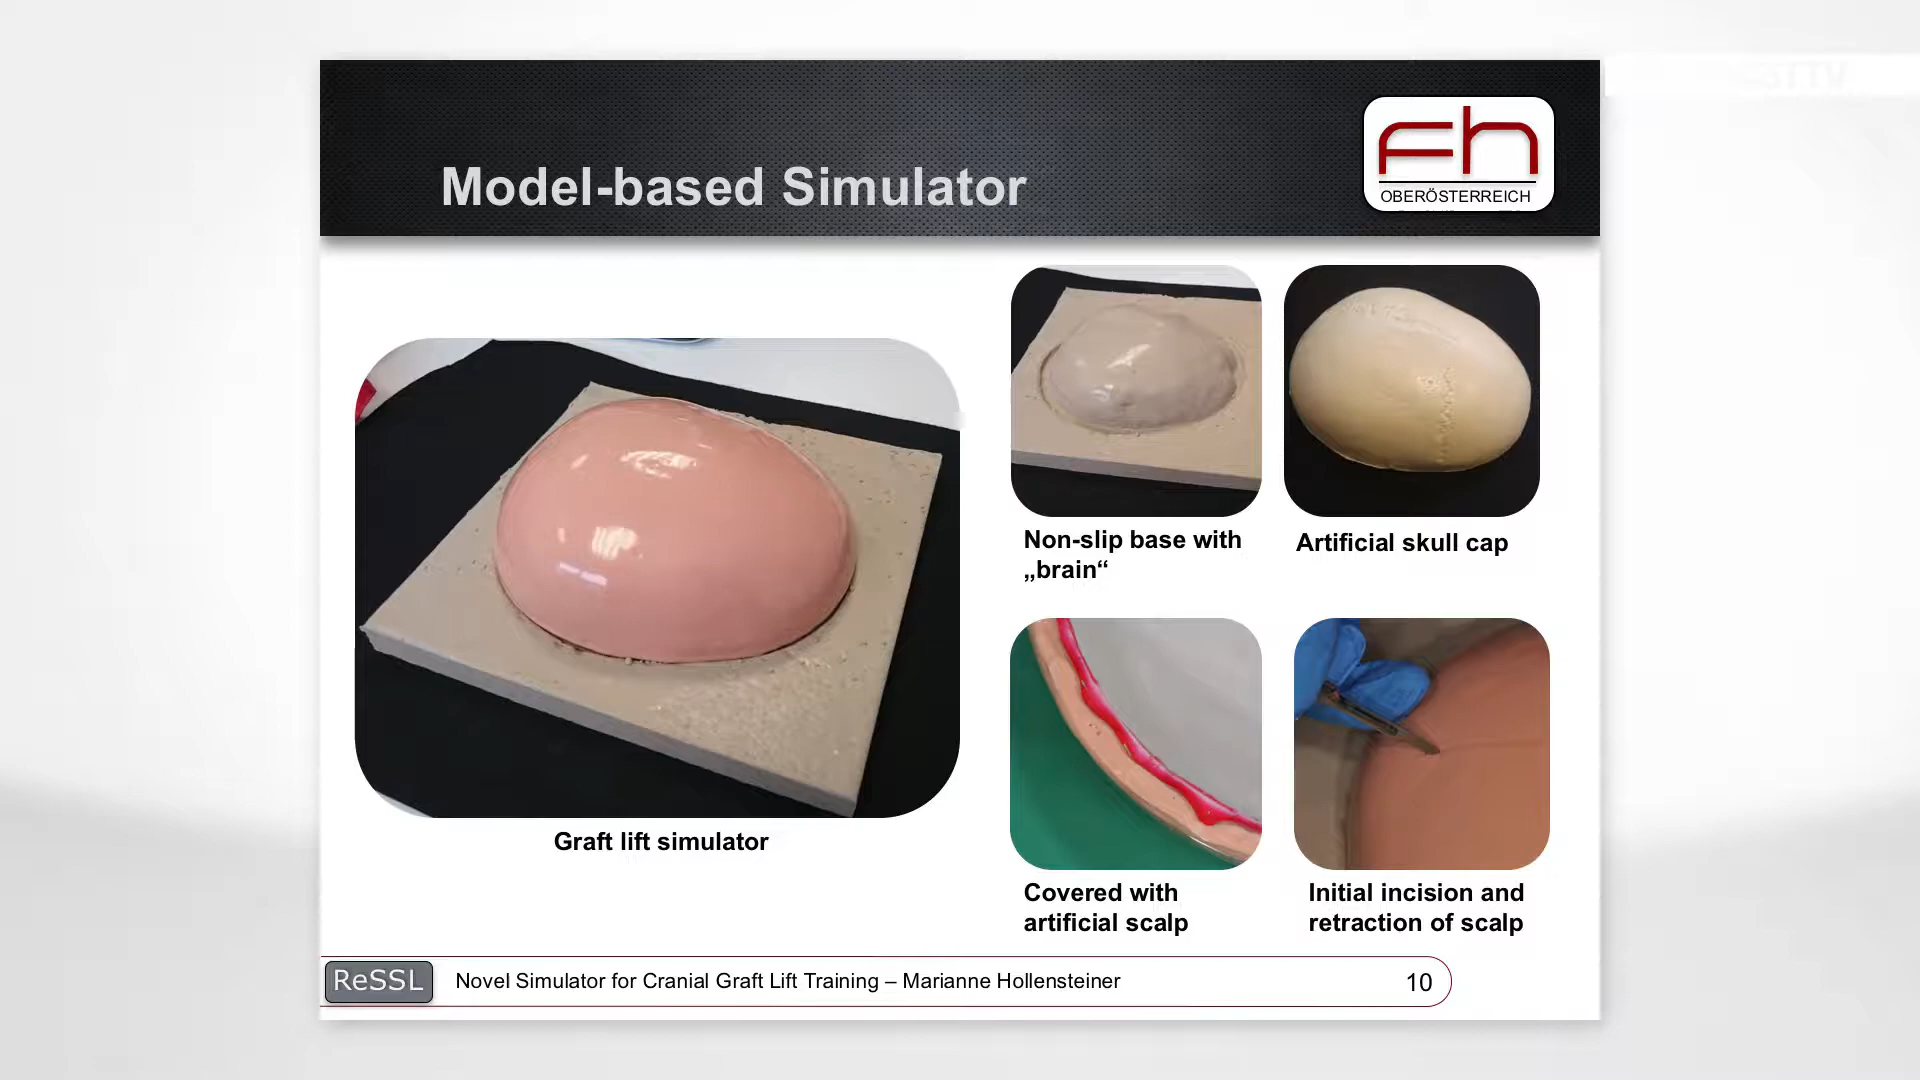 Model-based Simulator
fh
OBERÖSTERREICH
Non-slip base with
„brain“
Artificial skull cap
Graft lift simulator
Covered with
artificial scalp
Initial incision and
retraction of scalp
ReSSL
Novel Simulator for Cranial Graft Lift Training – Marianne Hollensteiner
10